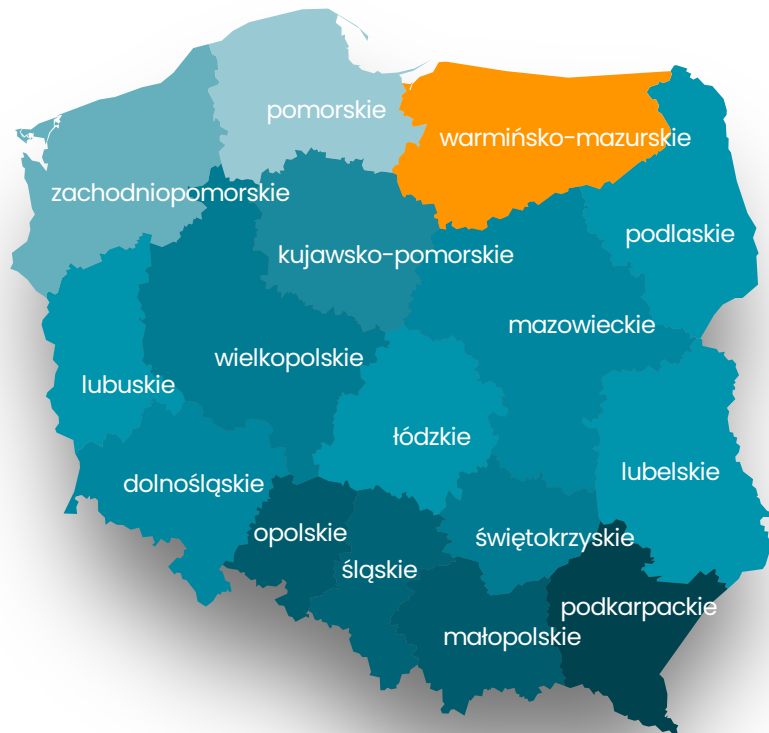 pomorskie
warmińsko-mazurskie
zachodniopomorskie
podlaskie
kujawsko-pomorskie
mazowieckie
wielkopolskie
lubuskie
łódzkie
lubelskie
dolnośląskie
opolskie
świętokrzyskie
śląskie
podkarpackie
małopolskie